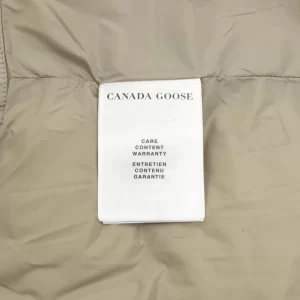 CANADA GOOSE
CARE
CONTENT
WARRANTY
ENTRETIEN
CONTENU
GARANTIE